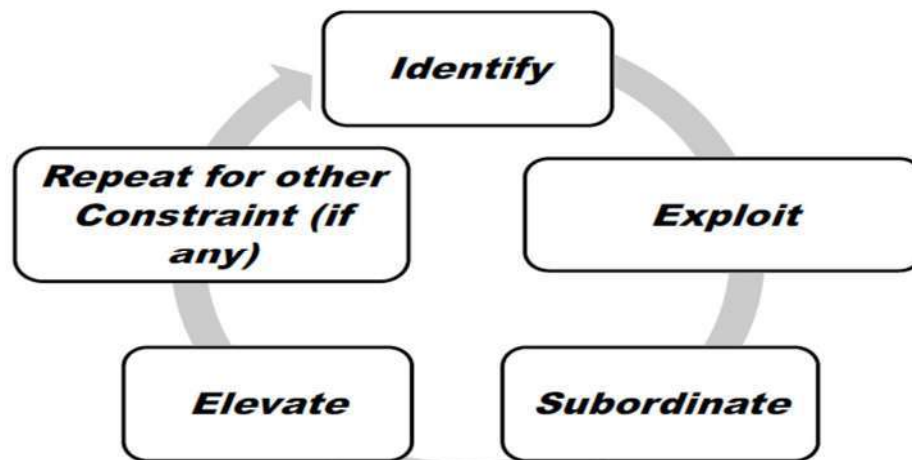 Identify
Exploit
Subordinate
Elevate
Repeat for other
Constraint (if
any)